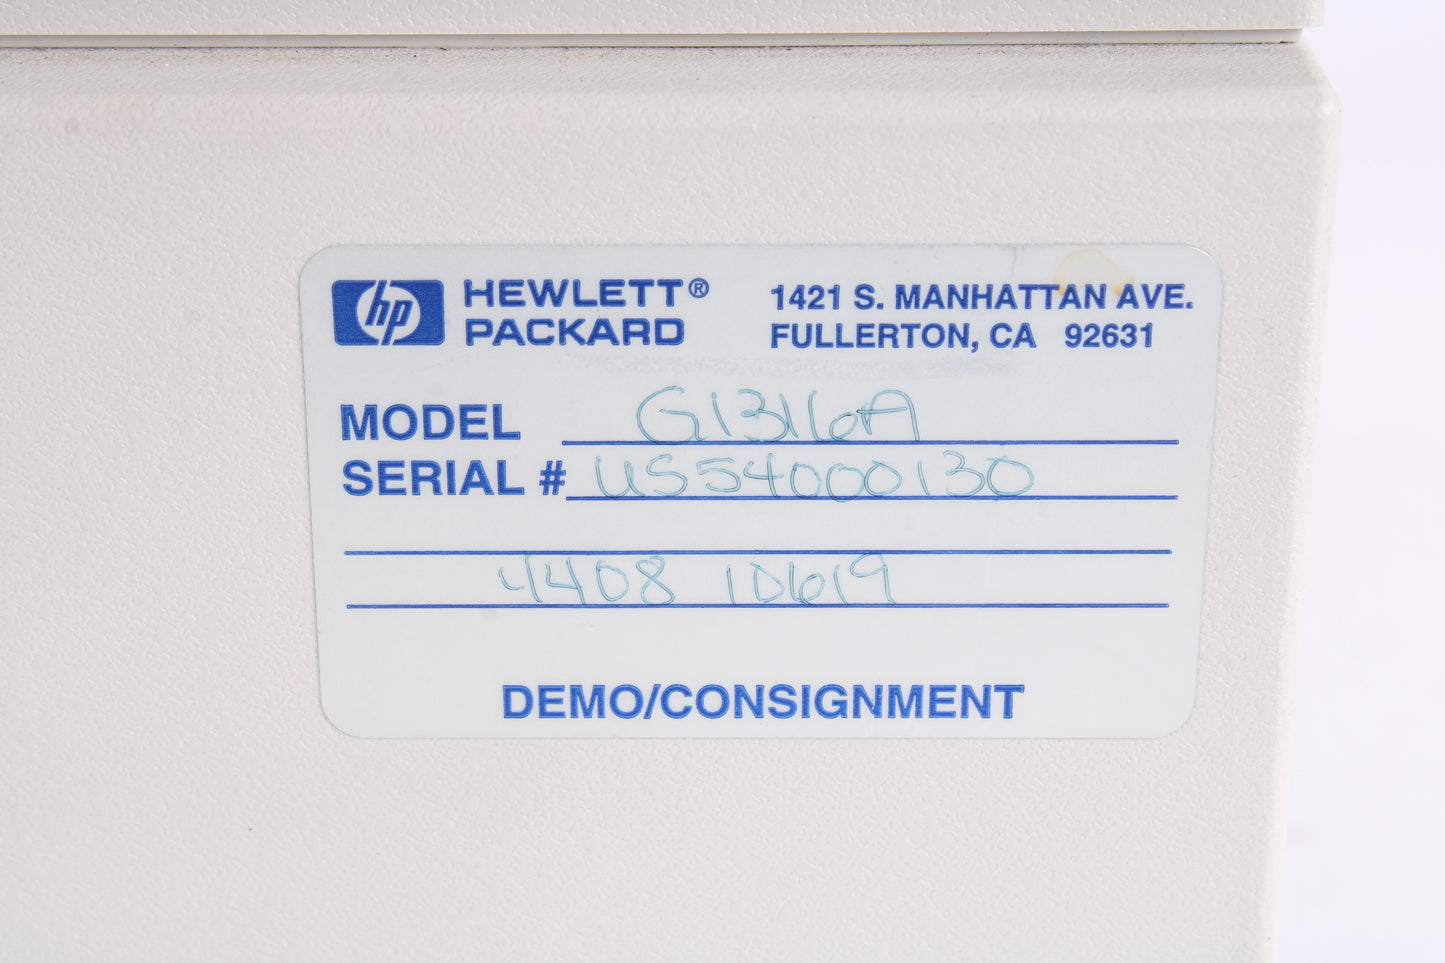 hp HEWLETT® PACKARD
1421 S. MANHATTAN AVE.
FULLERTON, CA 92631
MODEL G1316A
SERIAL # US54000130
4408 10619
DEMO/CONSIGNMENT